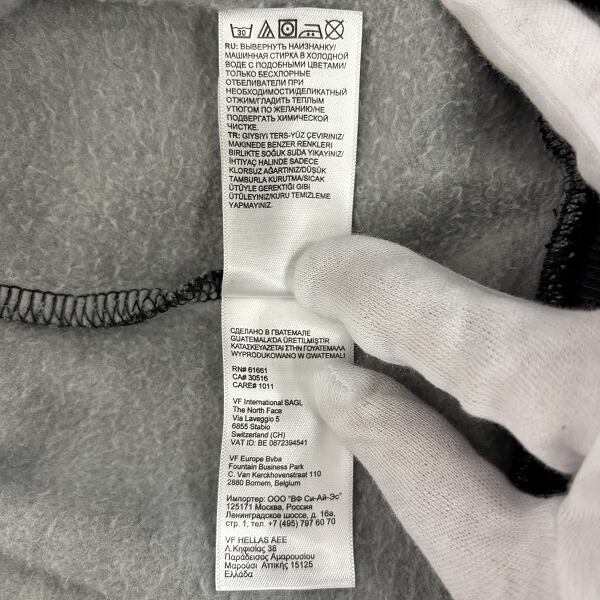 30
RU: ВЫВЕРНУТЬ НАИЗНАНКУ/
МАШИННАЯ СТИРКА В ХОЛОДНОЙ
ВОДЕ С ПОДОБНЫМИ ЦВЕТАМИ/
ТОЛЬКО БЕСХЛОРНЫЕ
ОТБЕЛИВАТЕЛИ ПРИ
НЕОБХОДИМОСТИ/ДЕЛИКАТНЫЙ
ОТЖИМ/ГЛАДИТЬ ТЕПЛЫМ
УТЮГОМ ПО ЖЕЛАНИЮ/НЕ
ПОДВЕРГАТЬ ХИМИЧЕСКОЙ
ЧИСТКЕ.
TR: GIYSIYI TERS-YÜZ ÇEVIRINIZ/
MAKINEDE BENZER RENKLERI
BIRLIKTE SOĞUK SUDA YIKAYINIZ/
IHTIYAÇ HALINDE SADECE
KLORSUZ AĞARTINIZ/DÜŞÜK
TAMBURLA KURUTMA/SICAK
ÜTÜYLE GEREKTIĞI GIBI
ÜTÜLEYINIZ/KURU TEMIZLEME
YAPMAYINIZ.
СДЕЛАНО В ГВАТЕМАЛЕ
GUATEMALA'DA ÜRETILMIŞTIR
ΚΑΤΑΣΚΕΥΑΖΕΤΑΙ ΣΤΗΝ ΓΟΥΑΤΕΜΑΛΑ
WYPRODUKOWANO W GWATEMALI
RN# 61661
CA# 30516
CARE# 1011
VF International SAGL
The North Face
Via Laveggio 5
6855 Stabio
Switzerland (CH)
VAT ID: BE 0872394541
VF Europe Bvba
Fountain Business Park
C. Van Kerckhovenstraat 110
2880 Bornem, Belgium
Импортер: ООО "ВФ Си-Ай-Эс"
125171 Москва, Россия
Ленинградское шоссе, д. 16а,
стр. 1, тел. +7 (495) 797 60 70
VF HELLAS AEE
Λ.Κηφισίας 38
Παράδεισος Αμαρουσίου
Μαρούσι Αττικής 15125
Ελλάδα